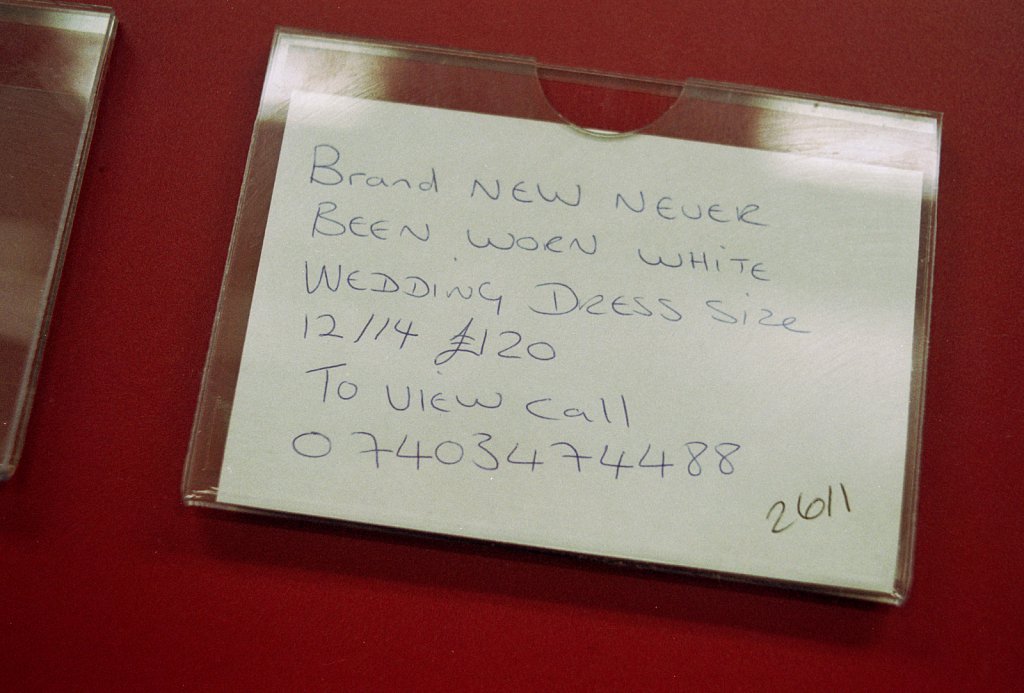 Brand NEW NEVER
BEEN WORN WHITE
WEDDING DRESS Size
12/14 £120
To VIEW call
07403474488
2611